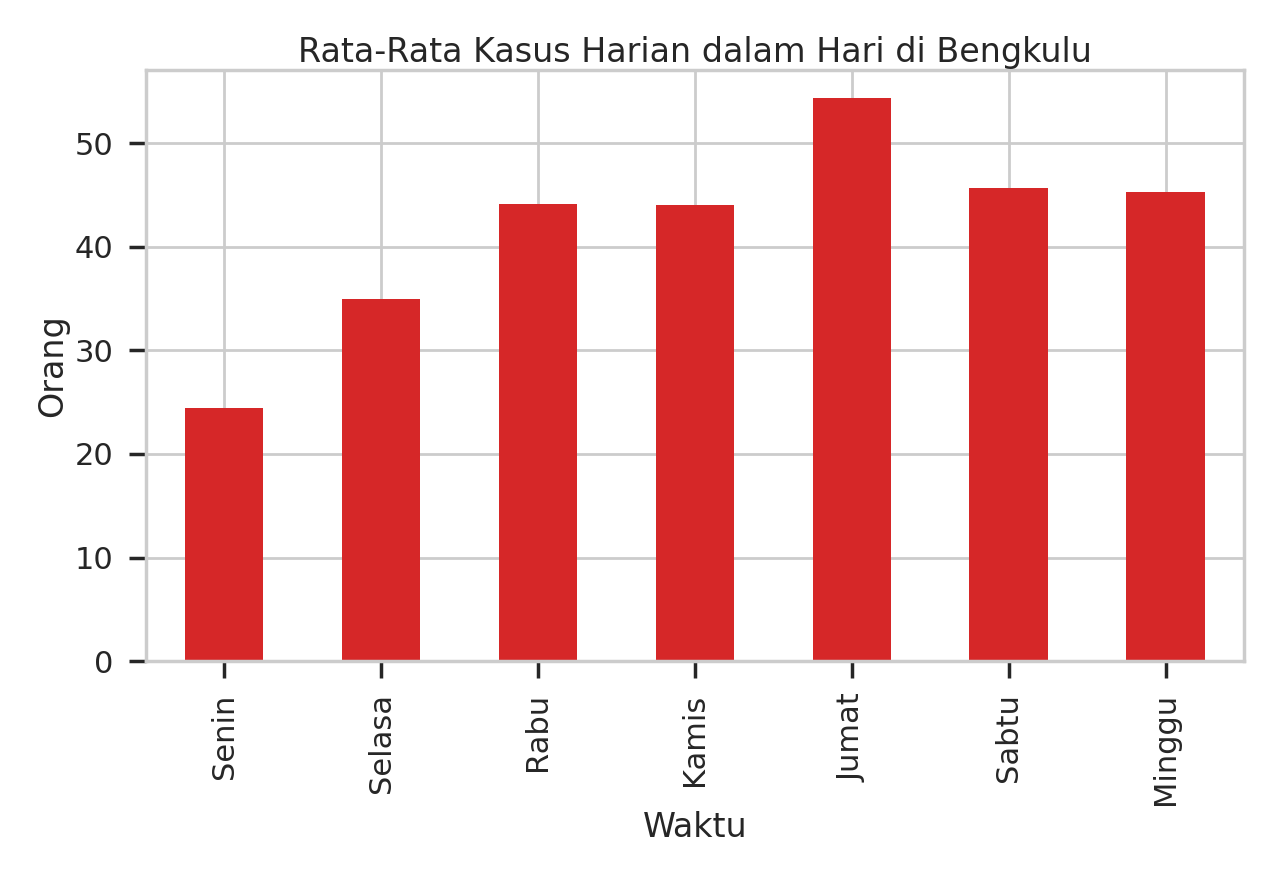 Rata-Rata Kasus Harian dalam Hari di Bengkulu
50
40
30
20
10
0
Orang
Senin
Selasa
Rabu
Kamis
Jumat
Sabtu
Minggu
Waktu